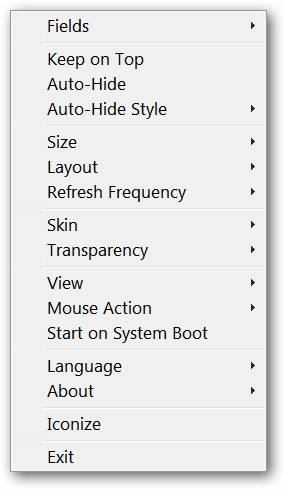 Fields
Keep on Top
Auto-Hide
Auto-Hide Style
Size
Layout
Refresh Frequency
Skin
Transparency
View
Mouse Action
Start on System Boot
Language
About
Iconize
Exit